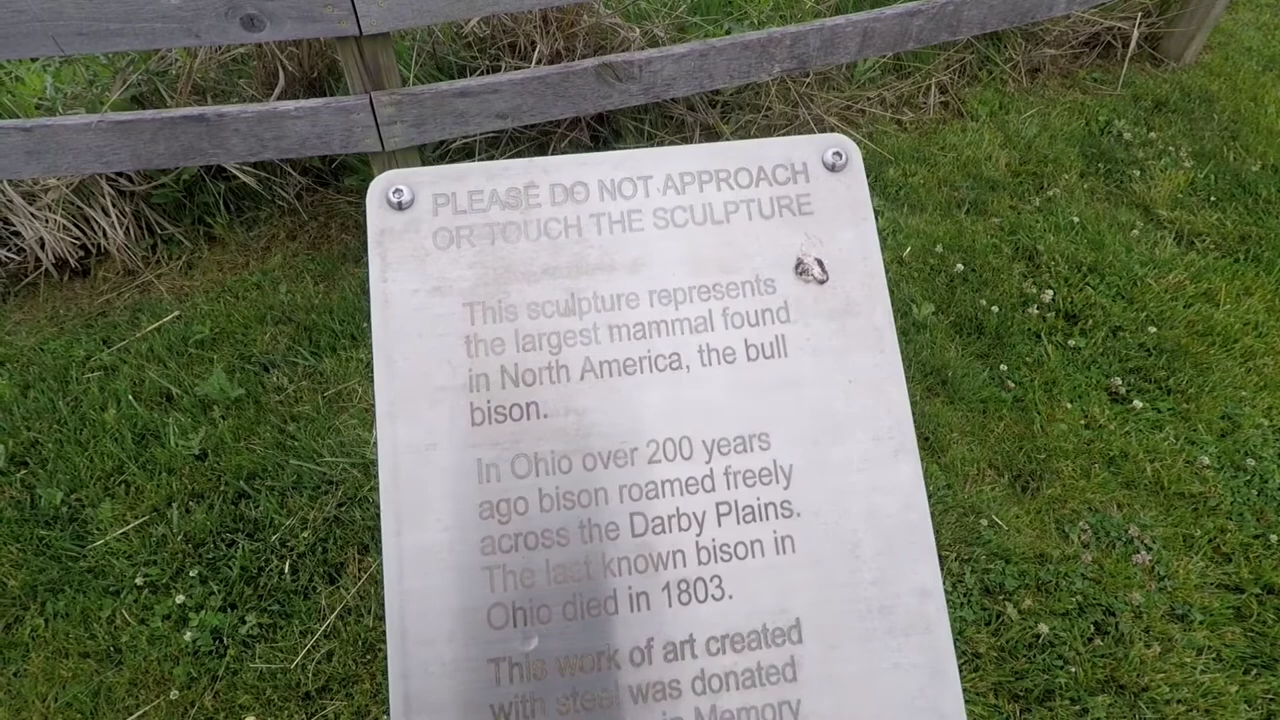 PLEASE DO NOT APPROACH
OR TOUCH THE SCULPTURE
This sculpture represents
the largest mammal found
in North America, the bull
bison.
In Ohio over 200 years
ago bison roamed freely
across the Darby Plains.
The last known bison in
Ohio died in 1803.
This work of art created
with steel was donated
in Memory